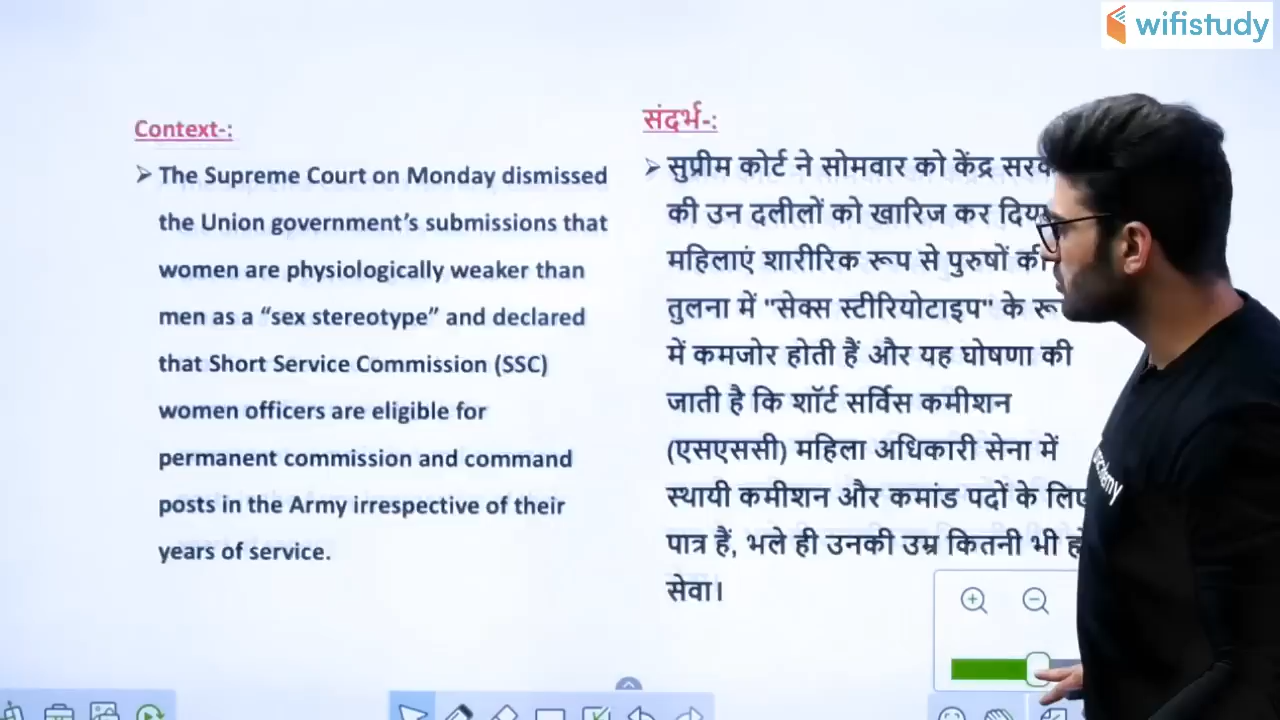 wifistudy
Context-:
➤ The Supreme Court on Monday dismissed
the Union government's submissions that
women are physiologically weaker than
men as a “sex stereotype” and declared
that Short Service Commission (SSC)
women officers are eligible for
permanent commission and command
posts in the Army irrespective of their
years of service.
संदर्भ-:
➤ सुप्रीम कोर्ट ने सोमवार को केंद्र
की उन दलीलों को खारिज कर
महिलाएं शारीरिक रूप से पुरुषों की
तुलना में "सेक्स स्टीरियोटाइप" के
में कमजोर होती हैं और यह घोषणा की
जाती है कि शॉर्ट सर्विस कमीशन
(एसएससी) महिला अधिकारी सेना में
स्थायी कमीशन और कमांड पदों के लिए
पात्र हैं, भले ही उनकी उम्र कितनी भी
सेवा।